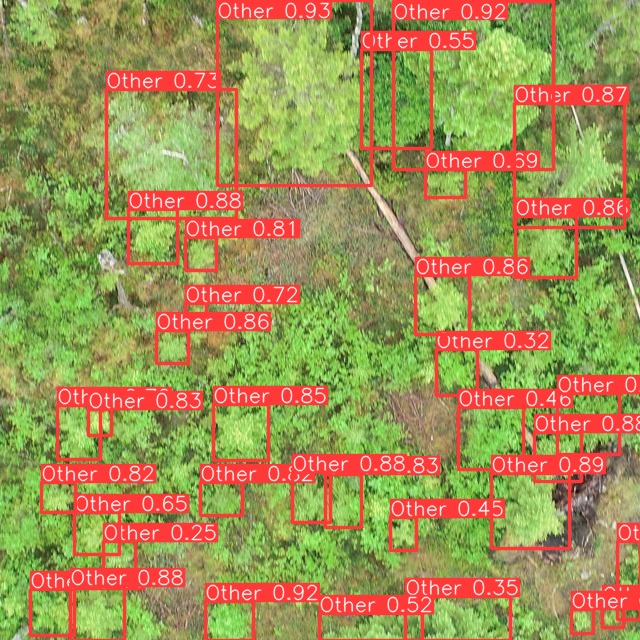 Other 0.93
Other 0.92
Other 0.55
Other 0.73
Other 0.87
Other 0.69
Other 0.88
Other 0.86
Other 0.81
Other 0.86
Other 0.72
Other 0.86
Other 0.32
Other 0.83
Other 0.85
Other 0.46
Other 0.88
Other 0.82
Other 0.88
Other 0.89
Other 0.65
Other 0.45
Other 0.25
Other 0.88
Other 0.92
Other 0.52
Other 0.35